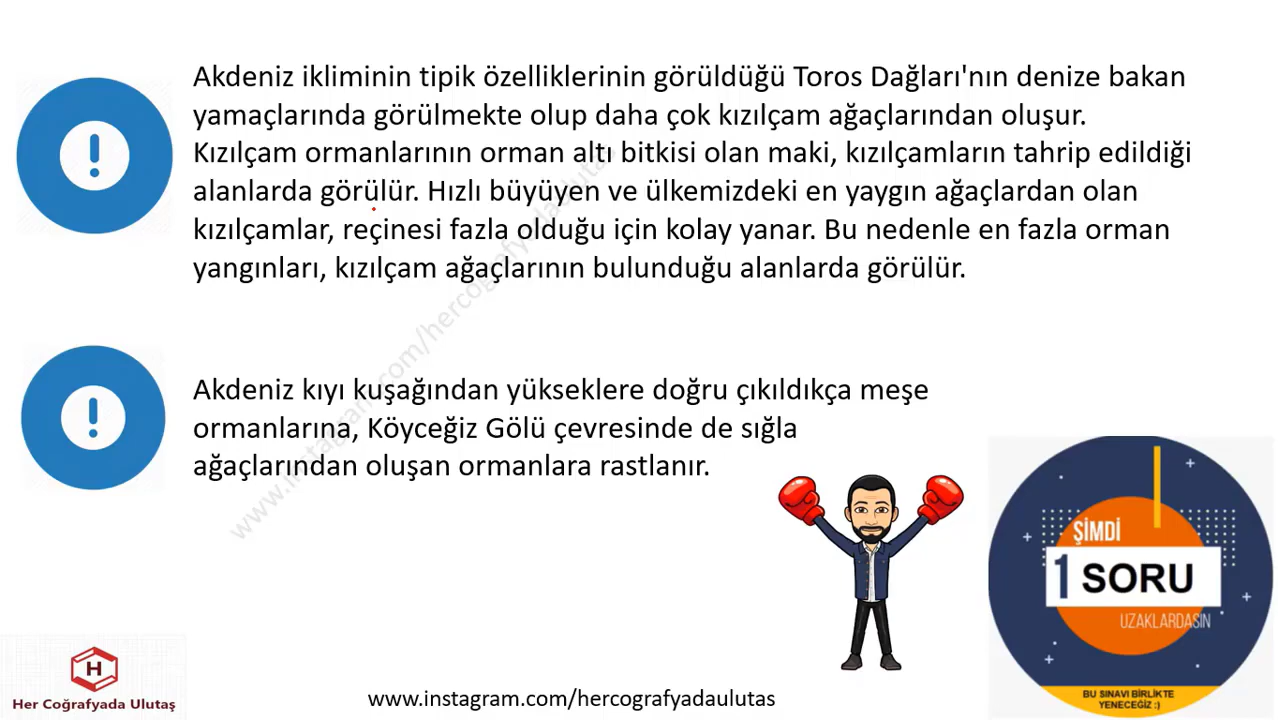 Akdeniz ikliminin tipik özelliklerinin görüldüğü Toros Dağları'nın denize bakan
yamaçlarında görülmekte olup daha çok kızılçam ağaçlarından oluşur.
Kızılçam ormanlarının orman altı bitkisi olan maki, kızılçamların tahrip edildiği
alanlarda görülür. Hızlı büyüyen ve ülkemizdeki en yaygın ağaçlardan olan
kızılçamlar, reçinesi fazla olduğu için kolay yanar. Bu nedenle en fazla orman
yangınları, kızılçam ağaçlarının bulunduğu alanlarda görülür.
Akdeniz kıyı kuşağından yükseklere doğru çıkıldıkça meşe
ormanlarına, Köyceğiz Gölü çevresinde de sığla
ağaçlarından oluşan ormanlara rastlanır.
www.instagram.com/hercografyadaulutas
ŞİMDİ
1 SORU
UZAKLARDASIN
BU SINAVI BİRLİKTE
YENECEĞİZ :)
H
Her Coğrafyada Ulutaş
www.instagram.com/hercografyadaulutas